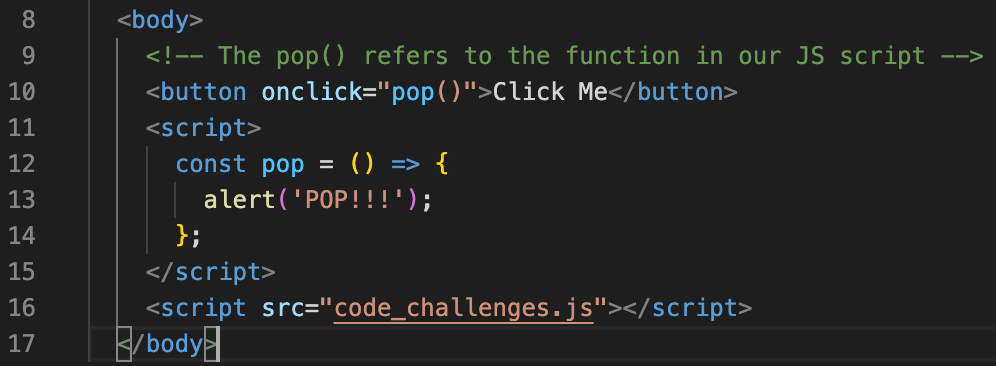 8 <body>
9 <!-- The pop() refers to the function in our JS script -->
10 <button onclick="pop()">Click Me</button>
11 <script>
12 const pop = () => {
13 alert('POP!!!');
14 };
15 </script>
16 <script src="code_challenges.js"></script>
17 </body>